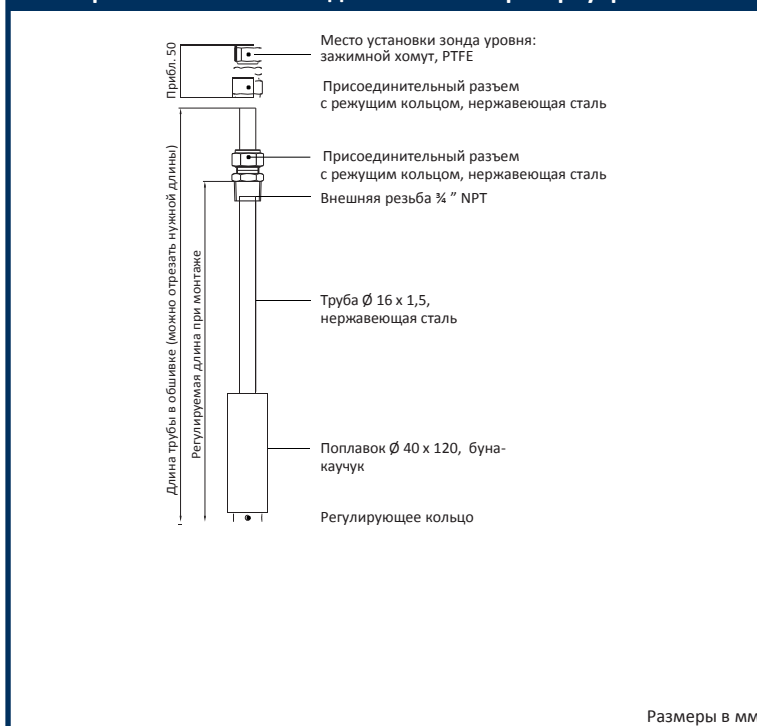 Прибл. 50
Место установки зонда уровня:
зажимной хомут, PTFE
Присоединительный разъем
с режущим кольцом, нержавеющая сталь
Присоединительный разъем
с режущим кольцом, нержавеющая сталь
Внешняя резьба ¾ ” NPT
Длина трубы в обшивке (можно отрезать нужной длины)
Регулируемая длина при монтаже
Труба Ø 16 x 1,5,
нержавеющая сталь
Поплавок Ø 40 x 120, буна-
каучук
Регулирующее кольцо
Размеры в мм